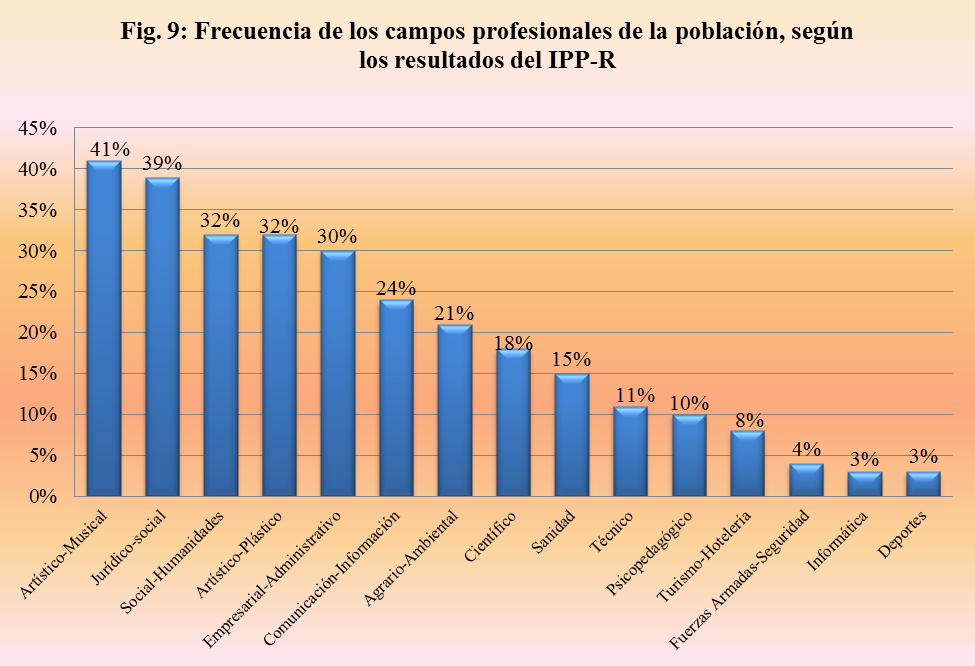 Fig. 9: Frecuencia de los campos profesionales de la población, según
los resultados del IPP-R
45%
40%
35%
30%
25%
20%
15%
10%
5%
0%
41%
39%
32%
32%
30%
24%
21%
18%
15%
11%
10%
8%
4%
3%
3%
Artístico-Musical
Jurídico-social
Social-Humanidades
Artístico-Plástico
Empresarial-Administrativo
Comunicación-Información
Agrario-Ambiental
Científico
Sanidad
Técnico
Psicopedagógico
Turismo-Hotelería
Fuerzas Armadas-Seguridad
Informática
Deportes